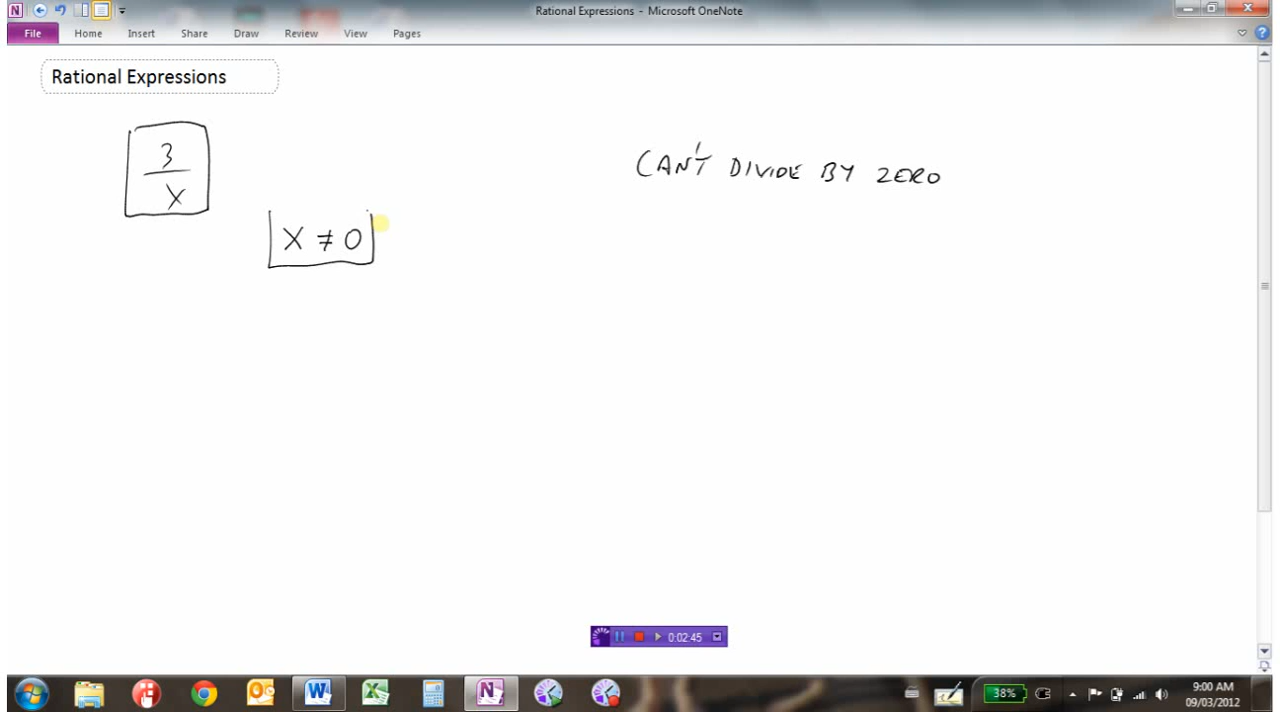 Rational Expressions - Microsoft OneNote
File Home Insert Share Draw Review View Pages
Rational Expressions
3
X
CAN'T DIVIDE BY ZERO
X ≠ 0
0:02:45
38%
9:00 AM
09/03/2012